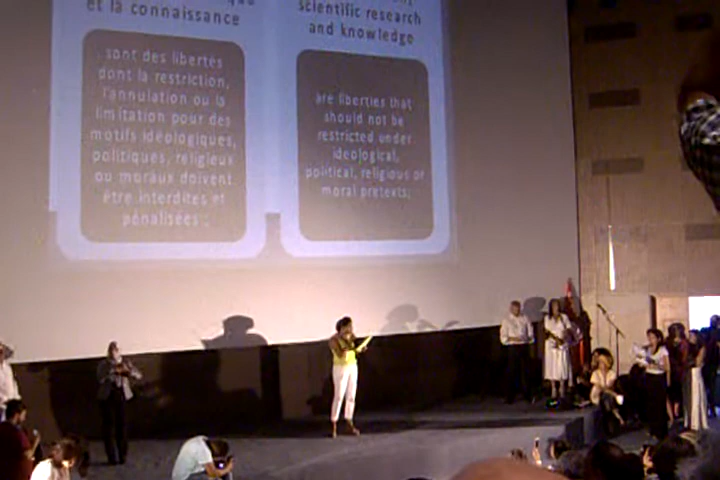 et la connaissance
sont des libertés
dont la restriction,
l'annulation ou la
limitation pour des
motifs idéologiques,
politiques, religieux
ou moraux doivent
être interdites et
pénalisées ;
scientific research
and knowledge
are liberties that
should not be
restricted under
ideological,
political, religious or
moral pretexts;